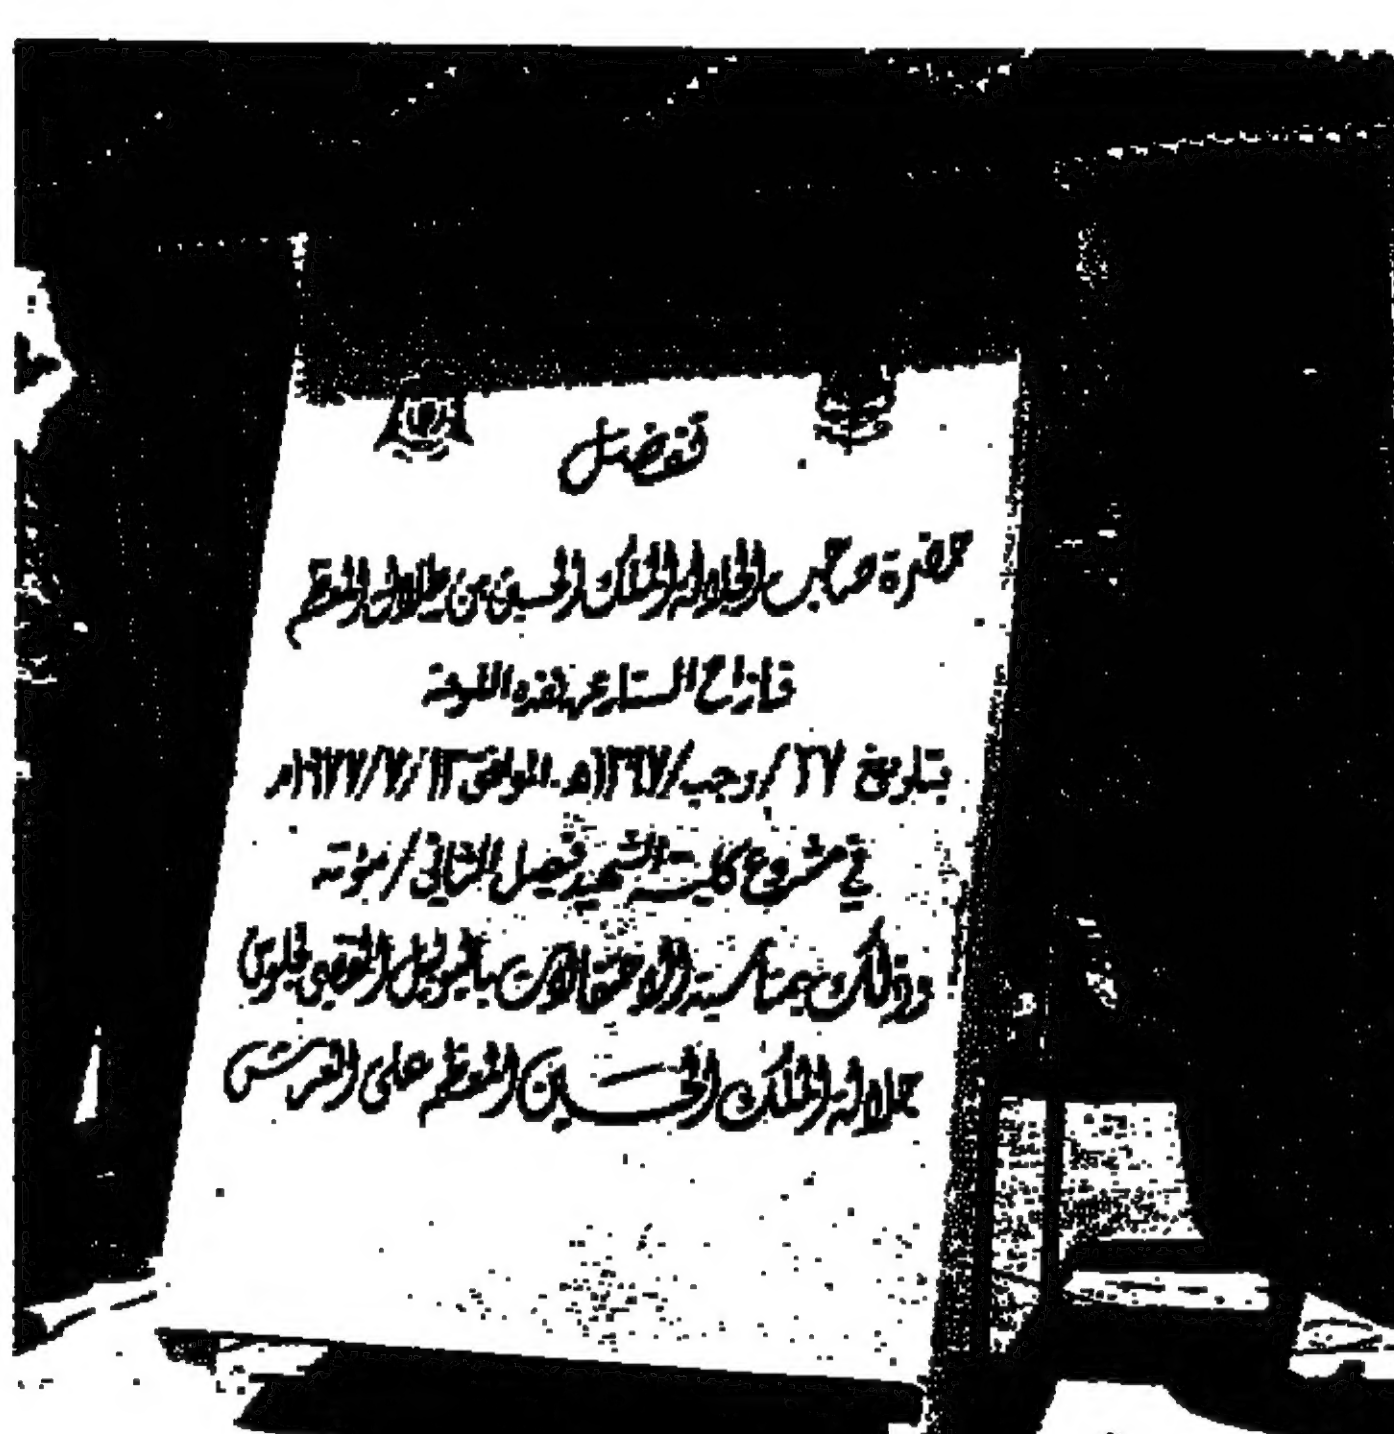 تفضل
حضرة صاحب الجلالة الملك الحسين بن طلال المعظم
فازاح الستار عن هذه اللوحة
بتاريخ ٢٧/رجب/١٣٩٧هـ. الموافق ١٣/٧/١٩٧٧م
في مشروع كلية الشهيد فيصل الثاني/مؤتة
وذلك بمناسبة الاحتفالات باليوبيل الفضي لجلوس
جلالة الملك الحسين المعظم على العرش